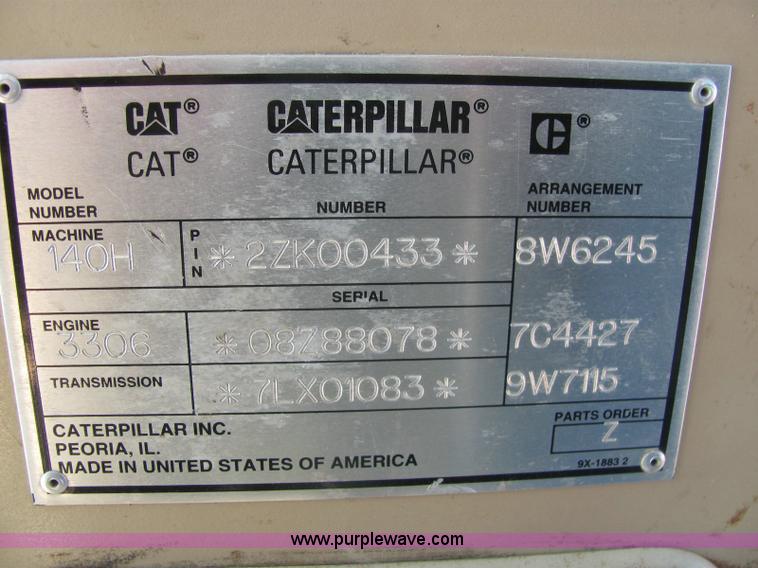 CAT® CATERPILLAR® ®
CAT® CATERPILLAR®
MODEL NUMBER NUMBER ARRANGEMENT NUMBER
MACHINE 140H PIN *2ZK00433* 8W6245
SERIAL
ENGINE 3306 *08Z88078* 7C4427
TRANSMISSION *7LX01083* 9W7115
CATERPILLAR INC. PARTS ORDER
PEORIA, IL. Z
MADE IN UNITED STATES OF AMERICA 9X-1883 2
www.purplewave.com